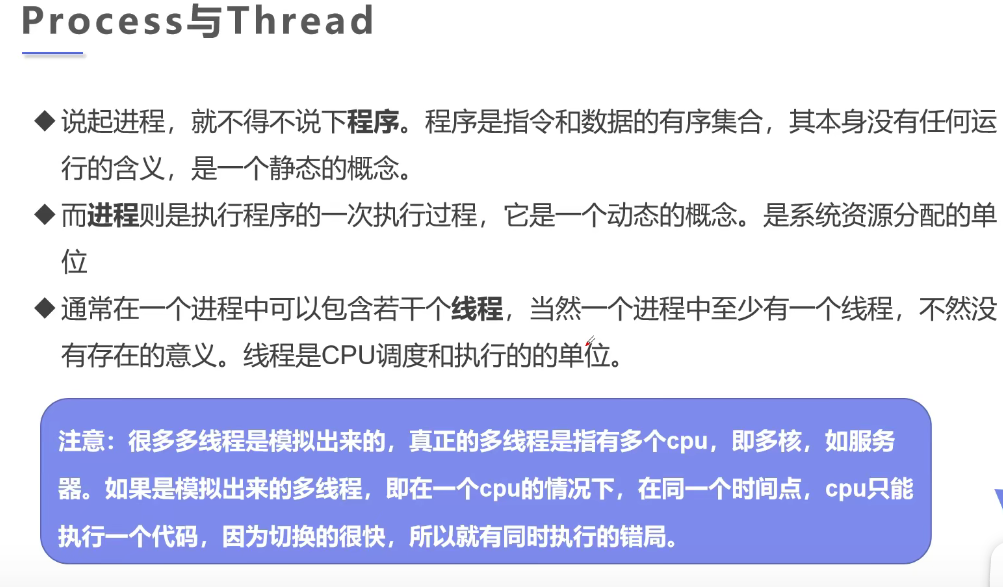 Process与Thread
◆说起进程，就不得不说下程序。程序是指令和数据的有序集合，其本身没有任何运
行的含义，是一个静态的概念。
◆而进程则是执行程序的一次执行过程，它是一个动态的概念。是系统资源分配的单
位
◆通常在一个进程中可以包含若干个线程，当然一个进程中至少有一个线程，不然没
有存在的意义。线程是CPU调度和执行的的单位。
注意：很多多线程是模拟出来的，真正的多线程是指有多个cpu，即多核，如服务
器。如果是模拟出来的多线程，即在一个cpu的情况下，在同一个时间点，cpu只能
执行一个代码，因为切换的很快，所以就有同时执行的错局。